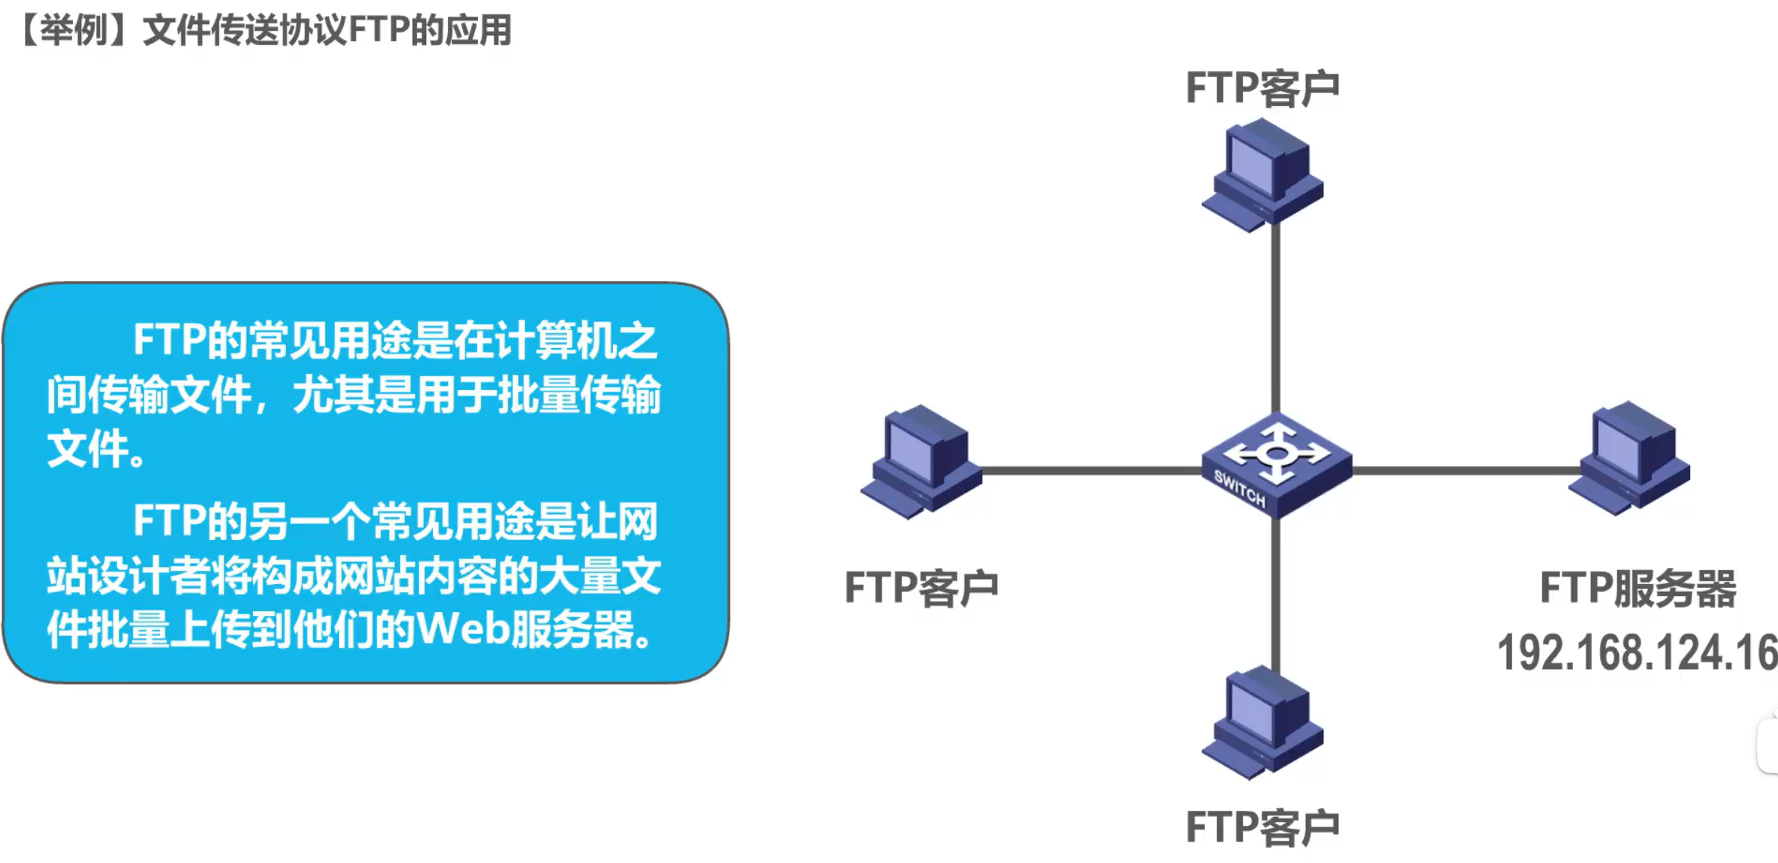 【举例】文件传送协议FTP的应用
FTP客户
FTP的常见用途是在计算机之
间传输文件，尤其是用于批量传输
文件。
FTP的另一个常见用途是让网
站设计者将构成网站内容的大量文
件批量上传到他们的Web服务器。
SWITCH
FTP客户
FTP服务器
192.168.124.16
FTP客户